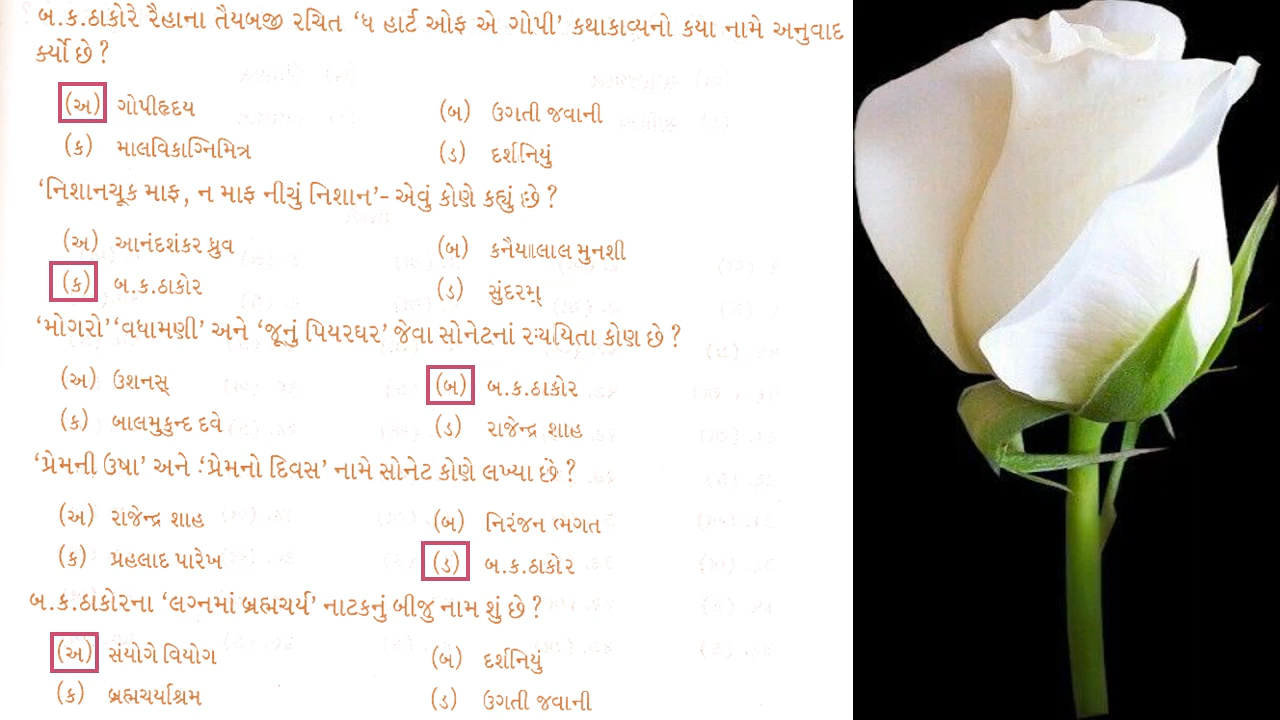 બ.ક.ઠાકોરે રૈહાના તૈયબજી રચિત ‘ધ હાર્ટ ઓફ એ ગોપી’ કથાકાવ્યનો કયા નામે અનુવાદ
ર્ક્યો છે ?
(અ) ગોપીહૃદય (બ) ઉગતી જવાની
(ક) માલવિકાગ્નિમિત્ર (ડ) દર્શનિયું
‘નિશાનચૂક માફ, ન માફ નીચું નિશાન’- એવું કોણે કહ્યું છે ?
(અ) આનંદશંકર ધ્રુવ (બ) કનૈયાલાલ મુનશી
(ક) બ.ક.ઠાકોર (ડ) સુંદરમ્
‘મોગરો’ ‘વધામણી’ અને ‘જૂનું પિયરઘર’ જેવા સોનેટનાં રચયિતા કોણ છે ?
(અ) ઉશનસ્ (બ) બ.ક.ઠાકોર
(ક) બાલમુકુન્દ દવે (ડ) રાજેન્દ્ર શાહ
‘પ્રેમની ઉષા’ અને ‘પ્રેમનો દિવસ’ નામે સોનેટ કોણે લખ્યા છે ?
(અ) રાજેન્દ્ર શાહ (બ) નિરંજન ભગત
(ક) પ્રહલાદ પારેખ (ડ) બ.ક.ઠાકોર
બ.ક.ઠાકોરના ‘લગ્નમાં બ્રહ્મચર્ય’ નાટકનું બીજુ નામ શું છે ?
(અ) સંયોગે વિયોગ (બ) દર્શનિયું
(ક) બ્રહ્મચર્યાશ્રમ (ડ) ઉગતી જવાની